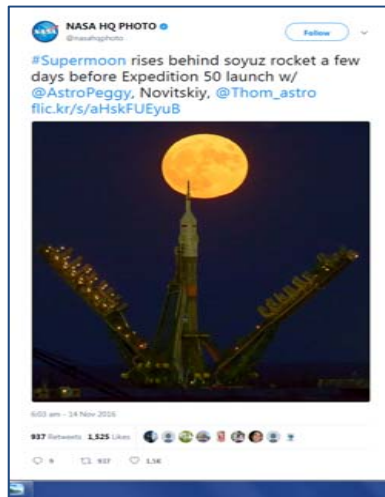 NASA HQ PHOTO
@nasahqphoto
Follow
#Supermoon rises behind soyuz rocket a few
days before Expedition 50 launch w/
@AstroPeggy, Novitskiy, @Thom_astro
flic.kr/s/aHskFUEyuB
6:03 am - 14 Nov 2016
937 Retweets 1,525 Likes
9 937 1.5K